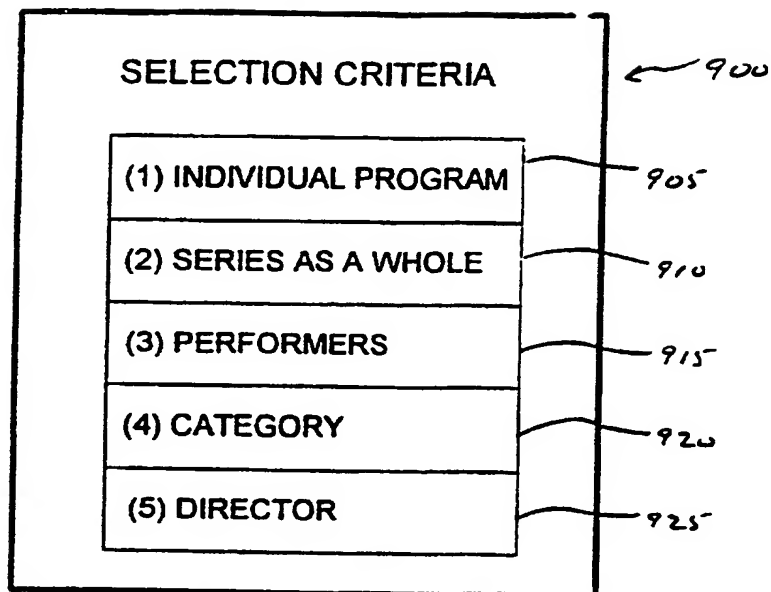 SELECTION CRITERIA
900
(1) INDIVIDUAL PROGRAM
905
(2) SERIES AS A WHOLE
910
(3) PERFORMERS
915
(4) CATEGORY
920
(5) DIRECTOR
925